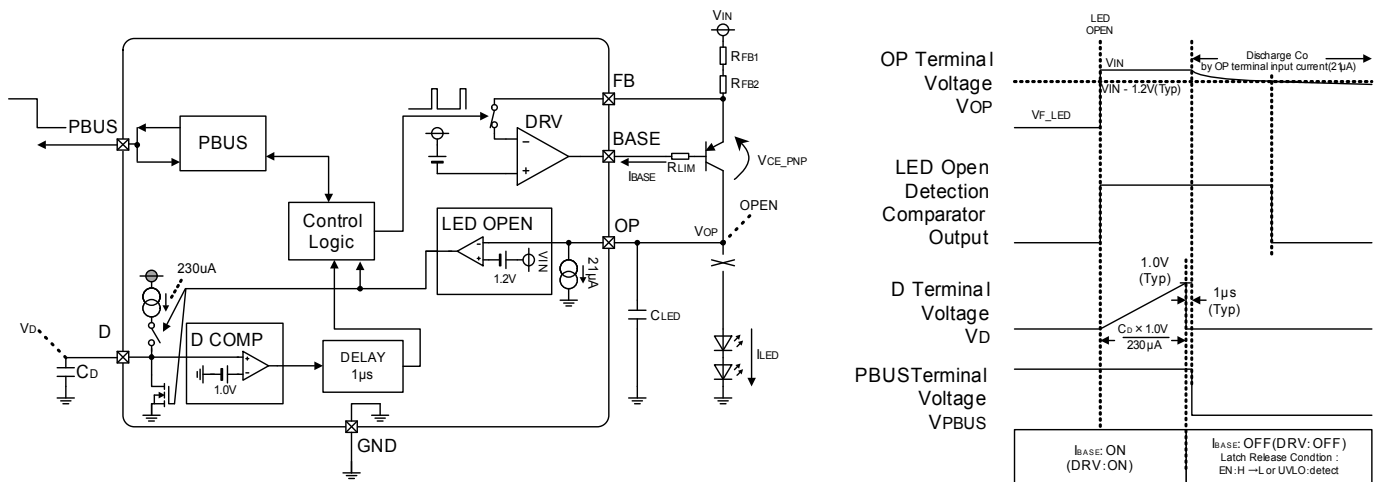 VIN
RFB1
RFB2
FB
DRV
PBUS
PBUS
BASE
IBASE
RLIM
VCE_PNP
Control
Logic
LED OPEN
OP
VOP
OPEN
VIN
1.2V
21µA
230uA
CLED
ILED
VD
D
CD
D COMP
1.0V
DELAY
1µs
GND
LED
OPEN
OP Terminal
Voltage
VOP
VIN
Discharge Co
by OP terminal input current(21µA)
VIN - 1.2V(Typ)
VF_LED
LED Open
Detection
Comparator
Output
D Terminal
Voltage
VD
1.0V
(Typ)
1µs
(Typ)
CD × 1.0V
230µA
PBUSTerminal
Voltage
VPBUS
IBASE: ON
(DRV:ON)
IBASE: OFF(DRV:OFF)
Latch Release Condtion :
EN:H →L or UVLO:detect